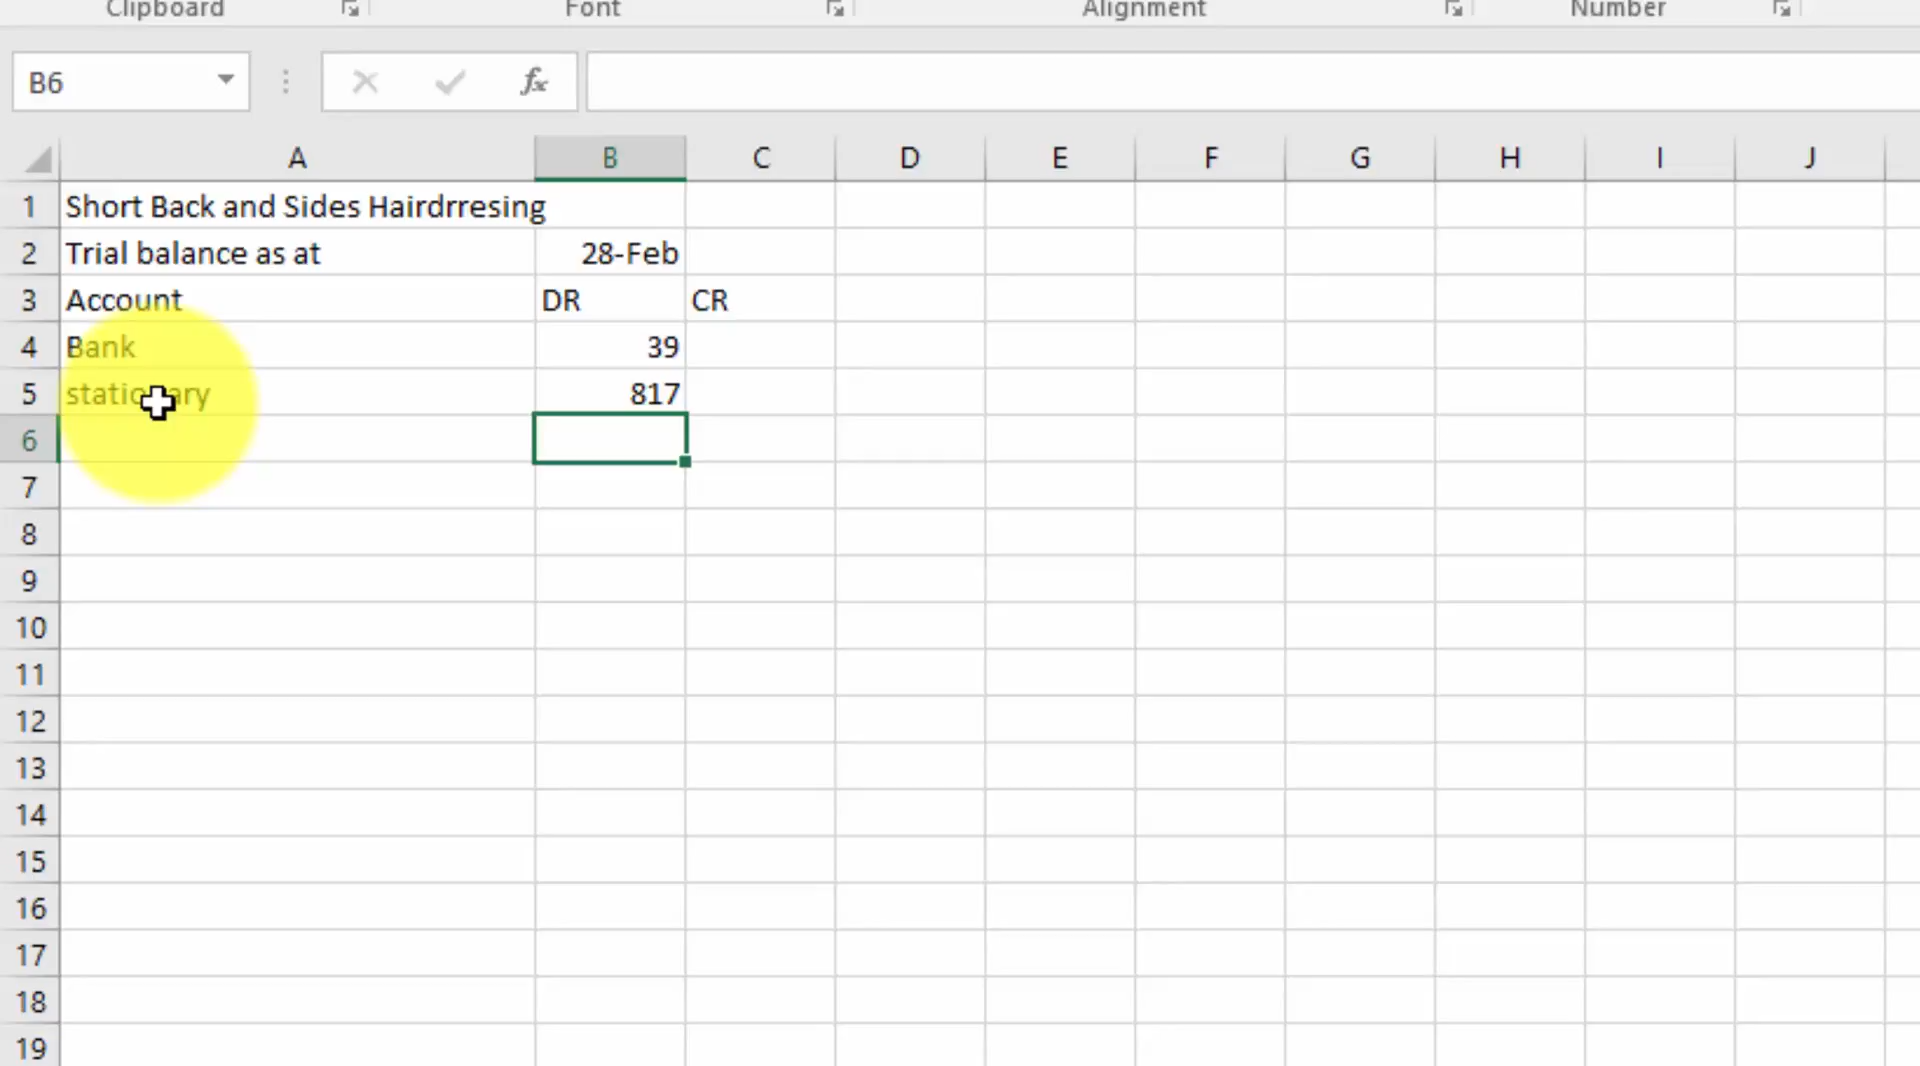 Clipboard Font Alignment Number
B6 fx
A B C D E F G H I J
1 Short Back and Sides Hairdrresing
2 Trial balance as at 28-Feb
3 Account DR CR
4 Bank 39
5 stationary 817
6
7
8
9
10
11
12
13
14
15
16
17
18
19